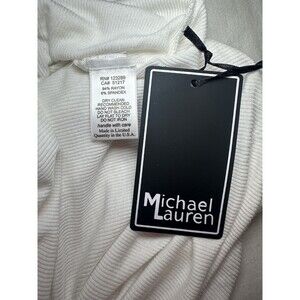 RN# 123289
CA# 51217
94% RAYON
6% SPANDEX
DRY CLEAN
RECOMMENDED
HAND WASH COLD
DO NOT BLEACH
LAY FLAT TO DRY
DO NOT IRON
handle with care
Made in Limited
Quantity in the U.S.A.
Michael
Lauren